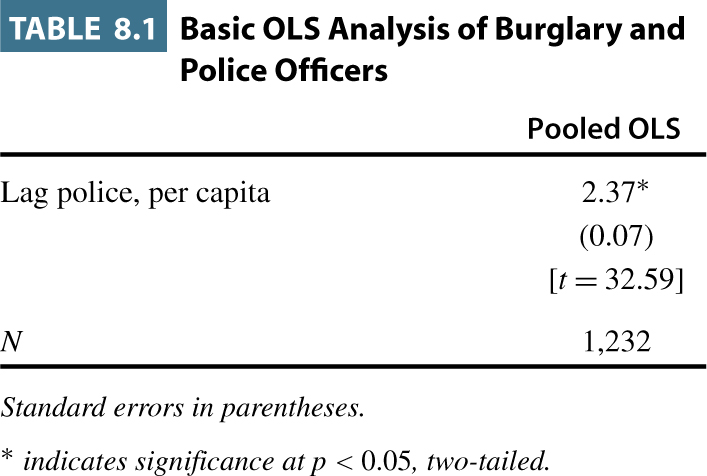 TABLE 8.1 Basic OLS Analysis of Burglary and
Police Officers
Pooled OLS
Lag police, per capita 2.37*
(0.07)
[t = 32.59]
N 1,232
Standard errors in parentheses.
* indicates significance at p < 0.05, two-tailed.